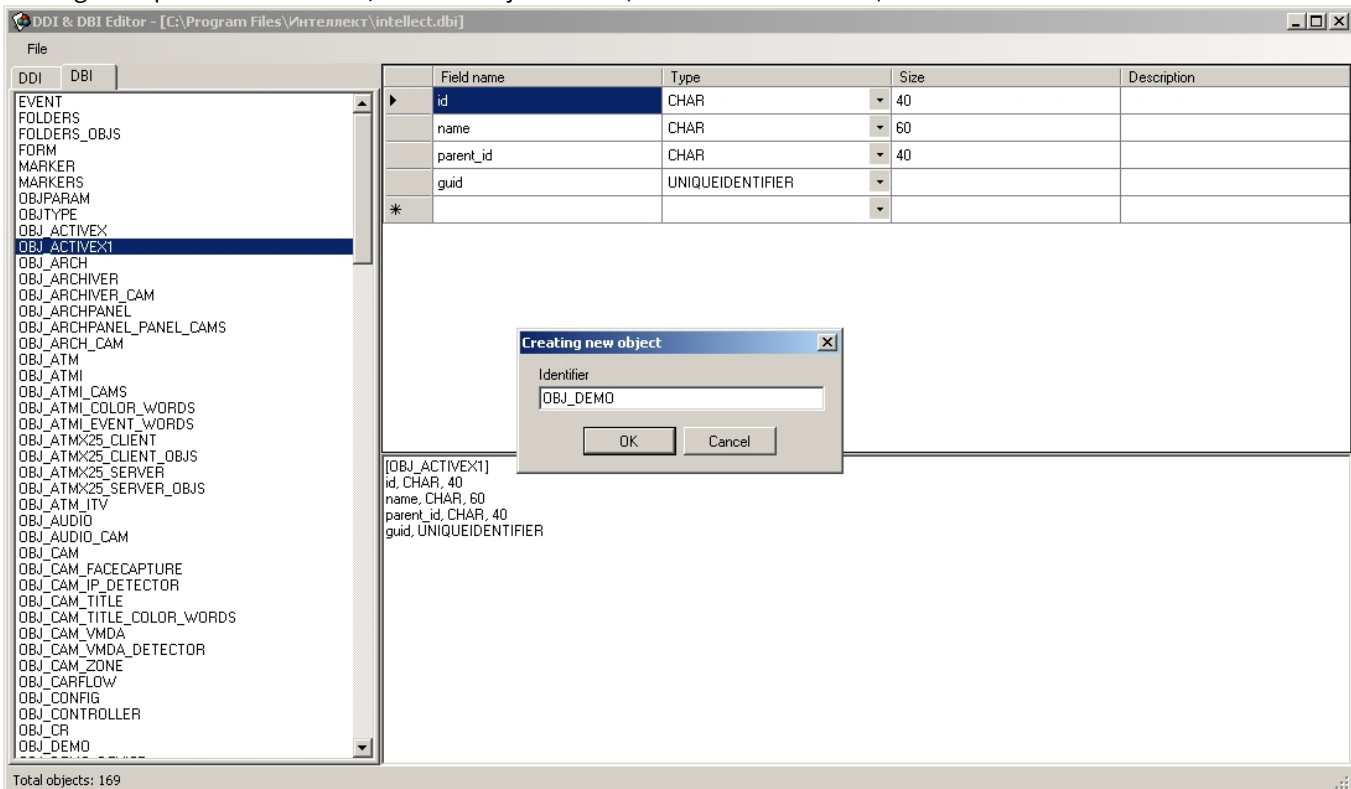 DDI & DBI Editor - [C:\Program Files\Интеллект\intellect.dbi]
File
DDI DBI
EVENT
FOLDERS
FOLDERS_OBJS
FORM
MARKER
MARKERS
OBJPARAM
OBJTYPE
OBJ_ACTIVEX
OBJ_ACTIVEX1
OBJ_ARCH
OBJ_ARCHIVER
OBJ_ARCHIVER_CAM
OBJ_ARCHPANEL
OBJ_ARCHPANEL_PANEL_CAMS
OBJ_ARCH_CAM
OBJ_ATM
OBJ_ATMI
OBJ_ATMI_CAMS
OBJ_ATMI_COLOR_WORDS
OBJ_ATMI_EVENT_WORDS
OBJ_ATMX25_CLIENT
OBJ_ATMX25_CLIENT_OBJS
OBJ_ATMX25_SERVER
OBJ_ATMX25_SERVER_OBJS
OBJ_ATM_ITV
OBJ_AUDIO
OBJ_AUDIO_CAM
OBJ_CAM
OBJ_CAM_FACECAPTURE
OBJ_CAM_IP_DETECTOR
OBJ_CAM_TITLE
OBJ_CAM_TITLE_COLOR_WORDS
OBJ_CAM_VMDA
OBJ_CAM_VMDA_DETECTOR
OBJ_CAM_ZONE
OBJ_CARFLOW
OBJ_CONFIG
OBJ_CONTROLLER
OBJ_CR
OBJ_DEMO
Field name Type Size Description
id CHAR 40
name CHAR 60
parent_id CHAR 40
guid UNIQUEIDENTIFIER
*
Creating new object
Identifier
OBJ_DEMO
OK Cancel
[OBJ_ACTIVEX1]
id, CHAR, 40
name, CHAR, 60
parent_id, CHAR, 40
guid, UNIQUEIDENTIFIER
Total objects: 169